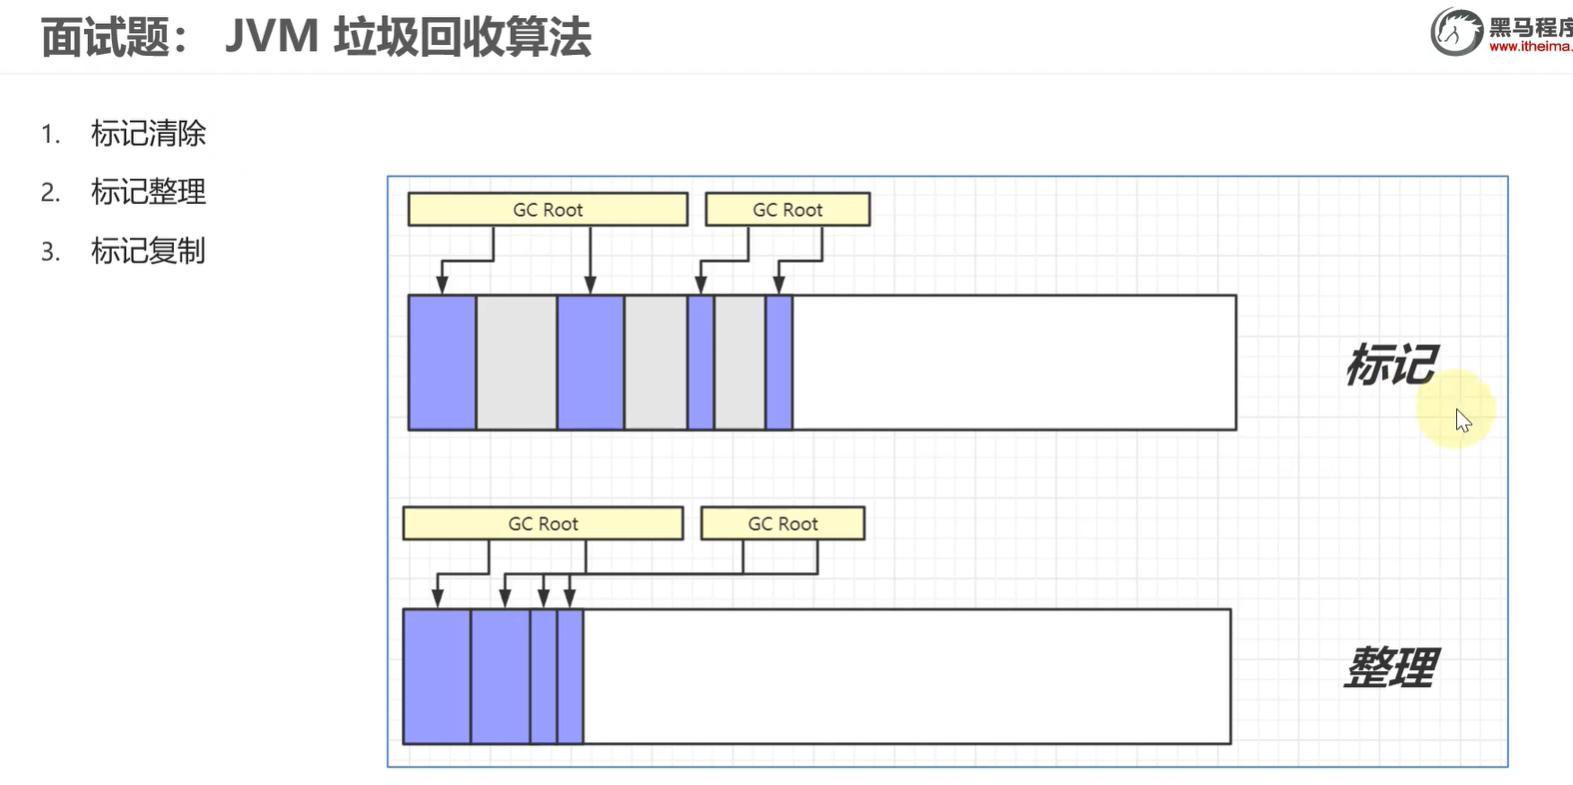 面试题： JVM 垃圾回收算法
黑马程序
www.itheima.
1. 标记清除
2. 标记整理
3. 标记复制
GC Root
GC Root
标记
GC Root
GC Root
整理